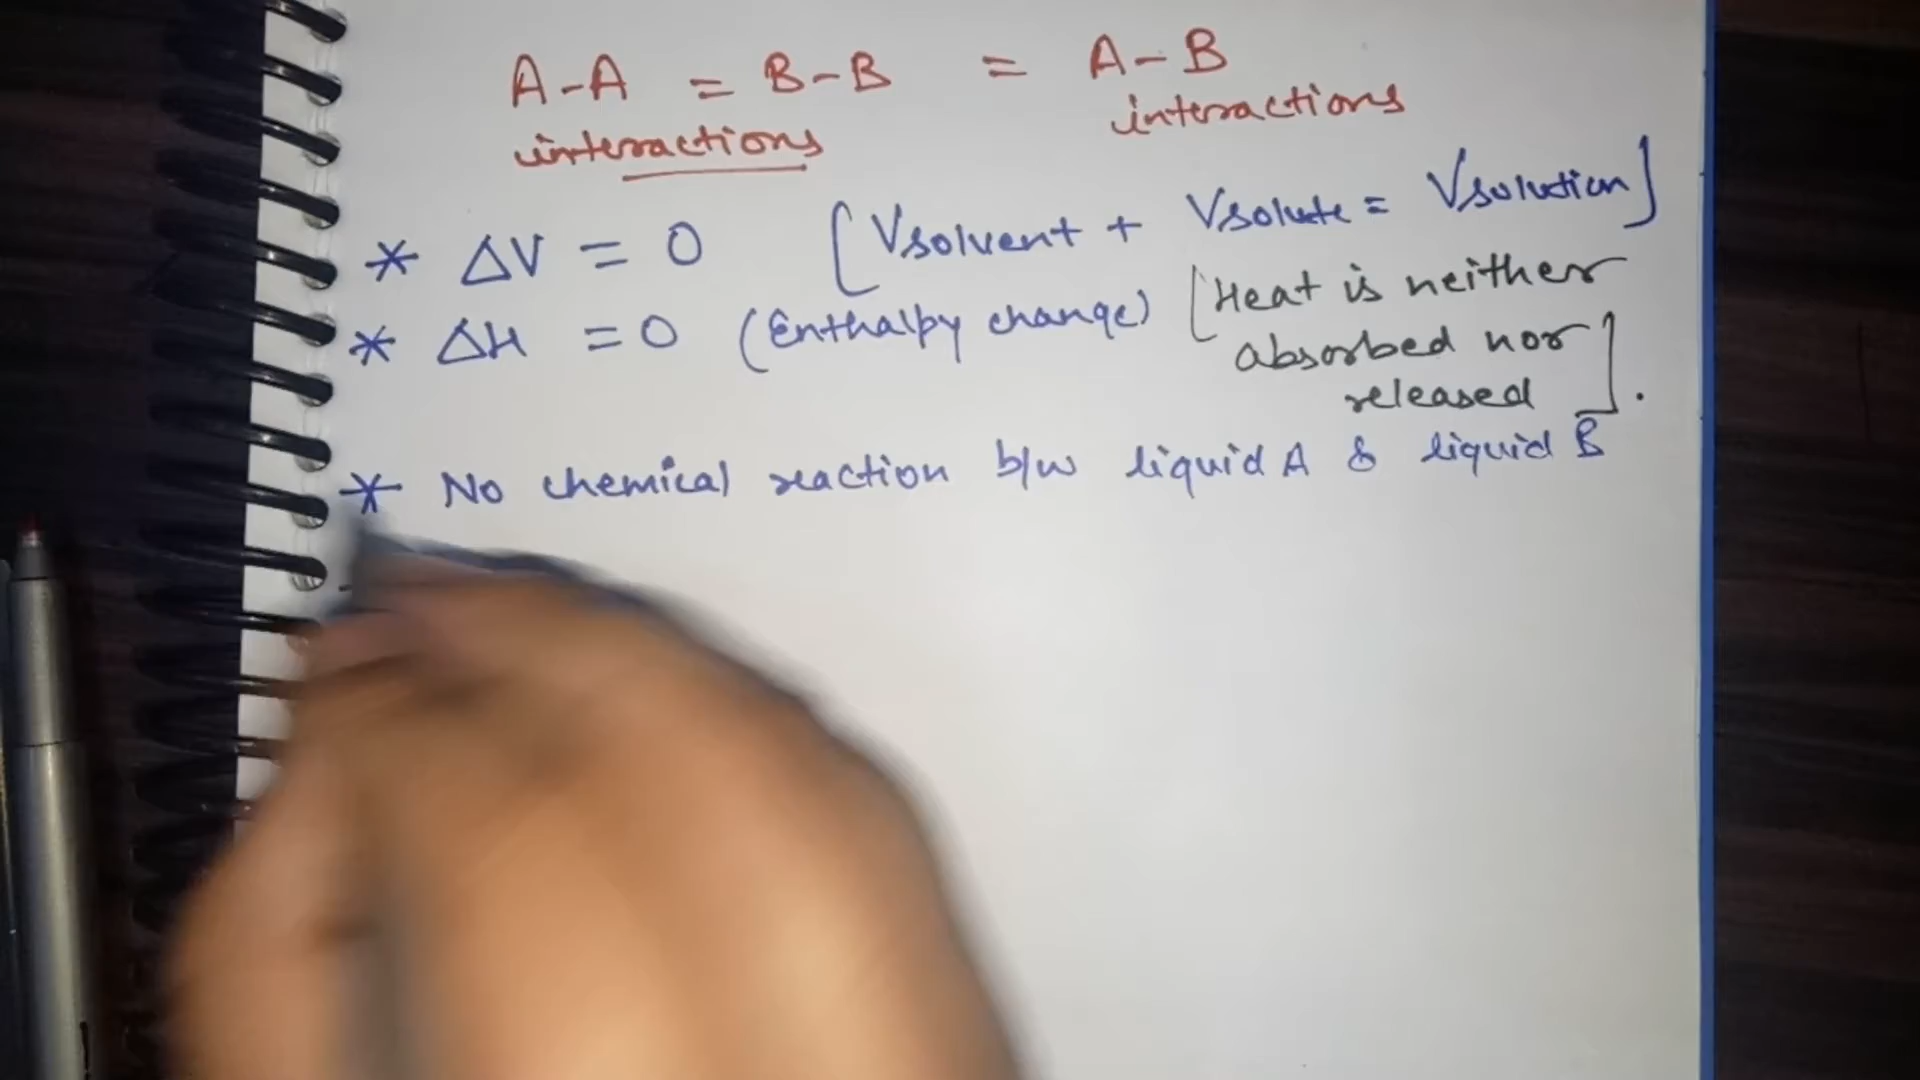 A-A = B-B = A-B
interactions interactions
* ΔV = 0 [Vsolvent + Vsolute = Vsolution]
* ΔH = 0 (Enthalpy change) [Heat is neither
absorbed nor
released].
* No chemical reaction b/w liquid A & liquid B